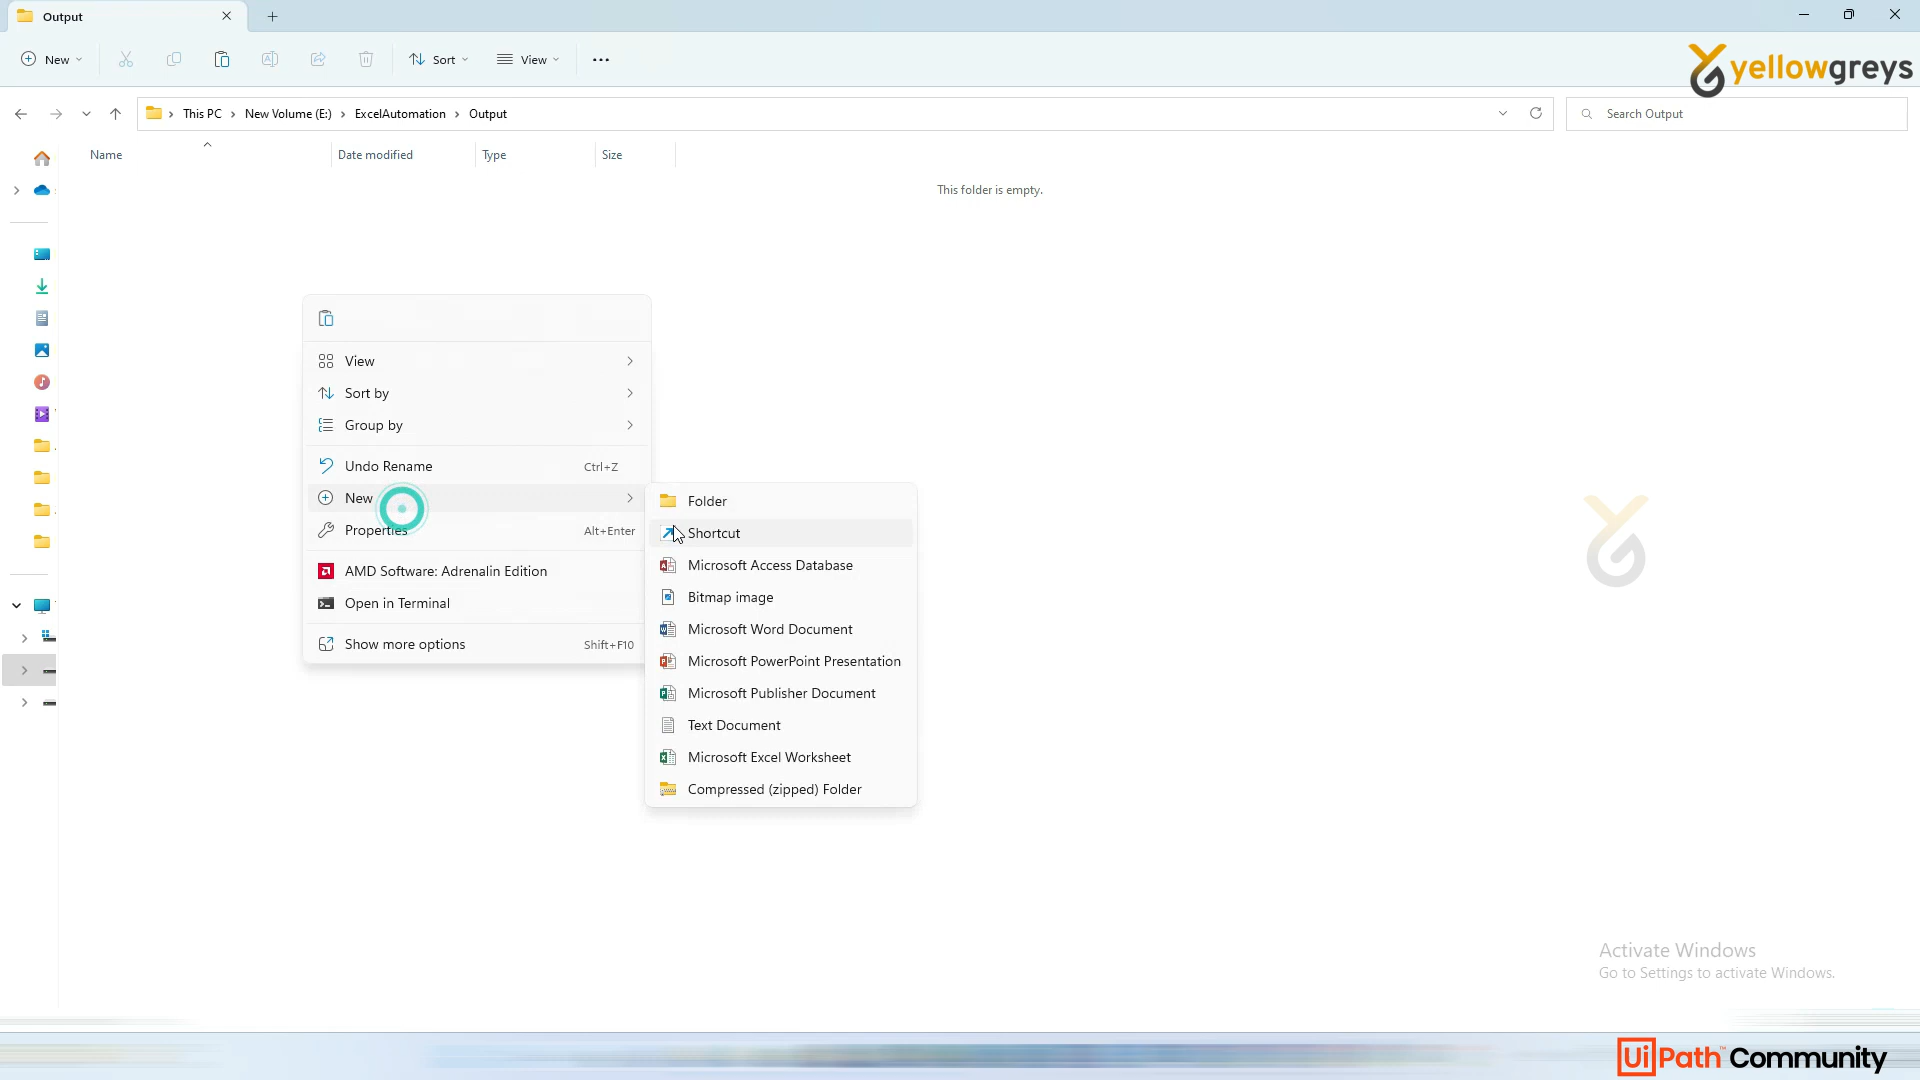 Output
New
Sort
View
yellowgreys
This PC
New Volume (E:)
ExcelAutomation
Output
Search Output
Name
Date modified
Type
Size
This folder is empty.
View
Sort by
Group by
Undo Rename Ctrl+Z
New
Properties Alt+Enter
AMD Software: Adrenalin Edition
Open in Terminal
Show more options Shift+F10
Folder
Shortcut
Microsoft Access Database
Bitmap image
Microsoft Word Document
Microsoft PowerPoint Presentation
Microsoft Publisher Document
Text Document
Microsoft Excel Worksheet
Compressed (zipped) Folder
Activate Windows
Go to Settings to activate Windows.
UiPath™ Community